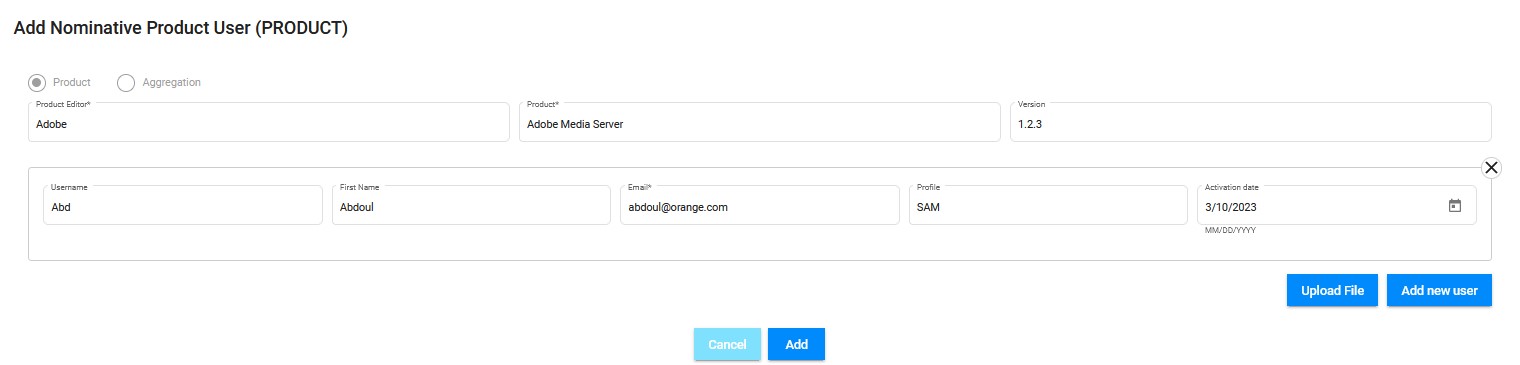 Add Nominative Product User (PRODUCT)
Product Aggregation
Product Editor* Product* Version
Adobe Adobe Media Server 1.2.3
Username First Name Email* Profile Activation date
Abd Abdoul abdoul@orange.com SAM 3/10/2023
MM/DD/YYYY
Upload File Add new user
Cancel Add